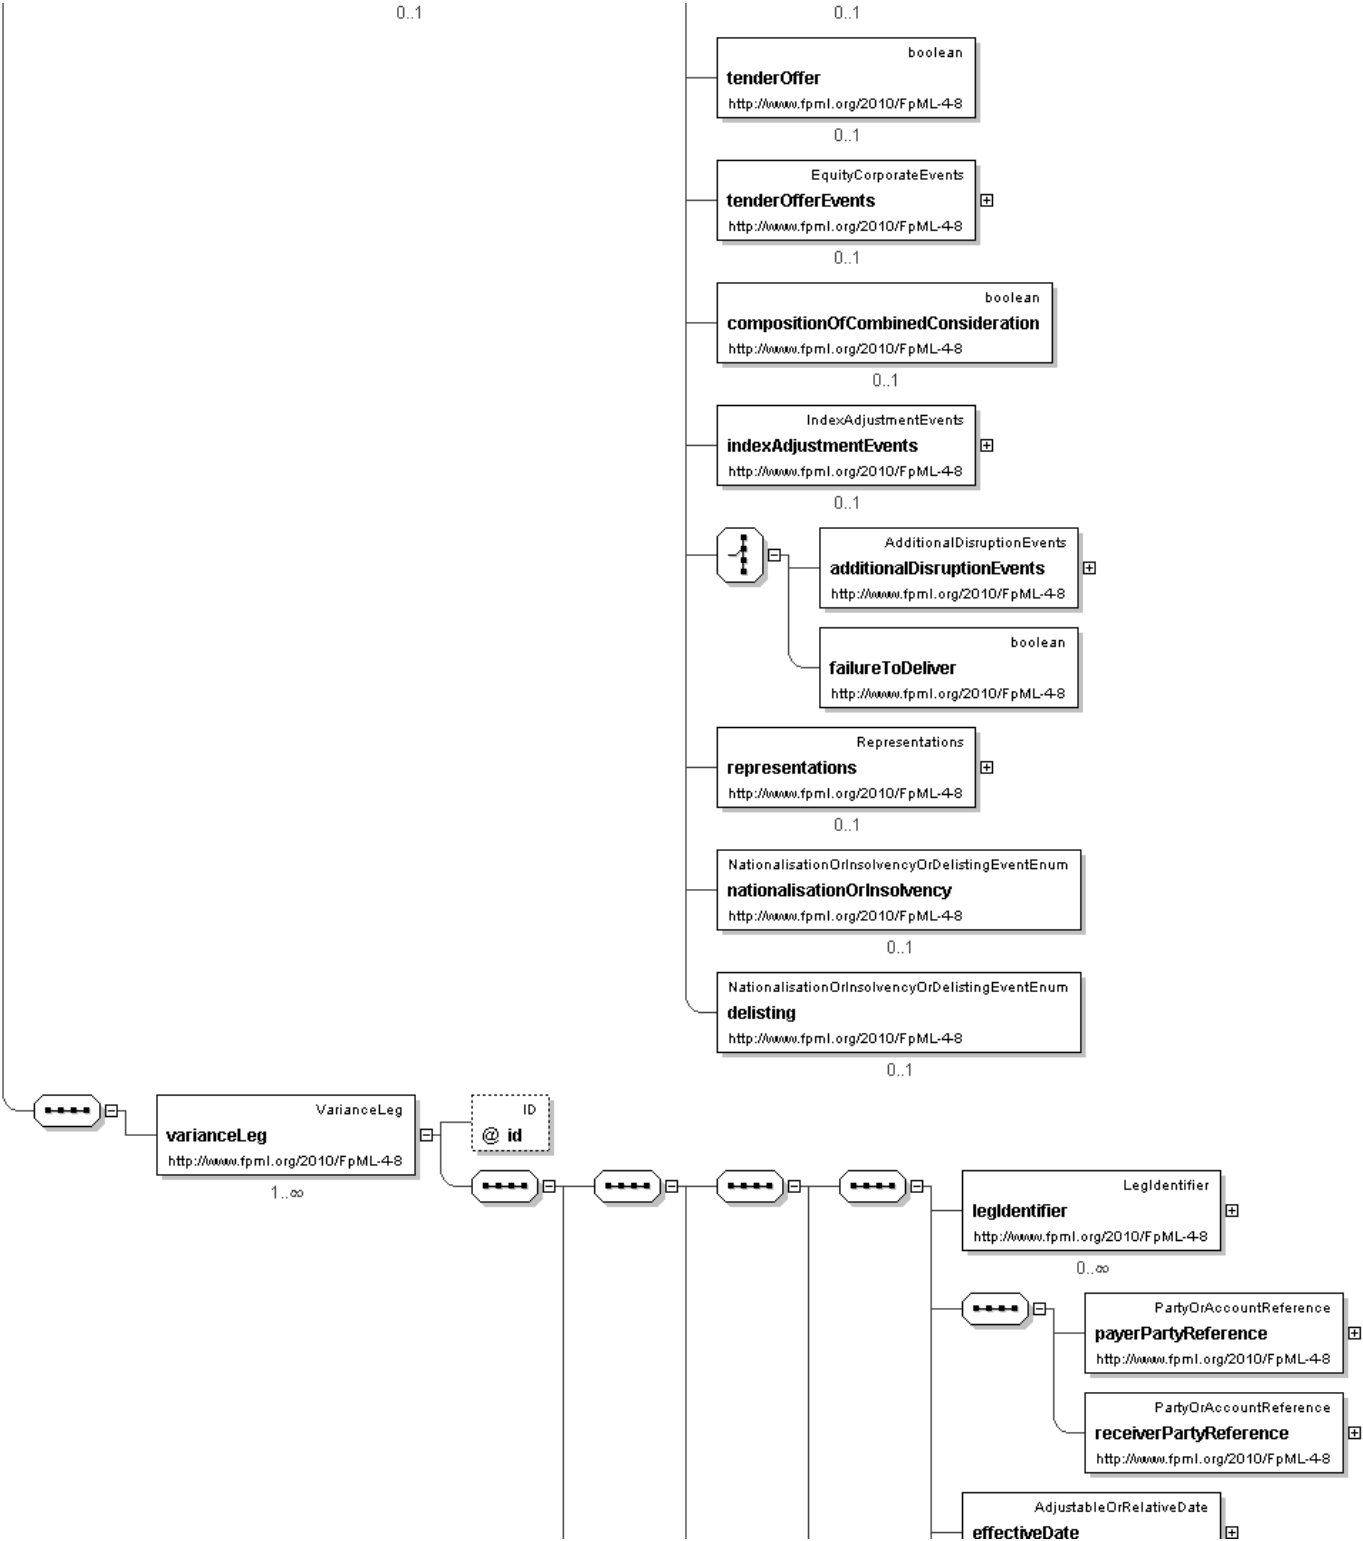 0..1
0..1
boolean
tenderOffer
http://www.fpml.org/2010/FpML-4-8
0..1
EquityCorporateEvents
tenderOfferEvents
http://www.fpml.org/2010/FpML-4-8
0..1
boolean
compositionOfCombinedConsideration
http://www.fpml.org/2010/FpML-4-8
0..1
IndexAdjustmentEvents
indexAdjustmentEvents
http://www.fpml.org/2010/FpML-4-8
0..1
AdditionalDisruptionEvents
additionalDisruptionEvents
http://www.fpml.org/2010/FpML-4-8
boolean
failureToDeliver
http://www.fpml.org/2010/FpML-4-8
Representations
representations
http://www.fpml.org/2010/FpML-4-8
0..1
NationalisationOrInsolvencyOrDelistingEventEnum
nationalisationOrInsolvency
http://www.fpml.org/2010/FpML-4-8
0..1
NationalisationOrInsolvencyOrDelistingEventEnum
delisting
http://www.fpml.org/2010/FpML-4-8
0..1
VarianceLeg
varianceLeg
http://www.fpml.org/2010/FpML-4-8
1..∞
ID
@ id
LegIdentifier
legIdentifier
http://www.fpml.org/2010/FpML-4-8
0..∞
PartyOrAccountReference
payerPartyReference
http://www.fpml.org/2010/FpML-4-8
PartyOrAccountReference
receiverPartyReference
http://www.fpml.org/2010/FpML-4-8
AdjustableOrRelativeDate
effectiveDate